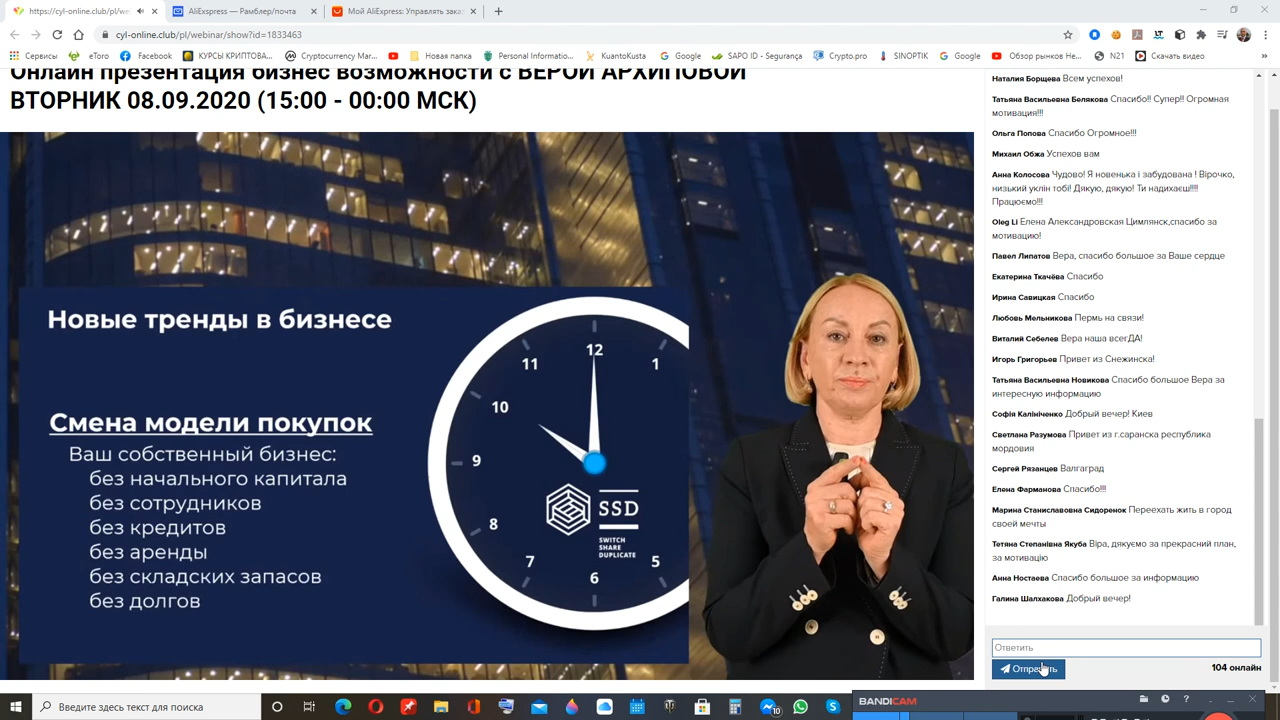 https://cyl-online.club/pl/we
AliExpress — Рамблер/почта
Мой AliExpress: Управлять зака
cyl-online.club/pl/webinar/show?id=1833463
Сервисы
eToro
Facebook
КУРСЫ КРИПТОВА...
Cryptocurrency Mar...
Новая папка
Personal Informatio...
KuantoKusta
Google
SAPO ID - Segurança
Crypto.pro
SINOPTIK
Google
Обзор рынков Не...
N21
Скачать видео
Онлайн презентация бизнес возможности с ВЕРОЙ АРХИПОВОЙ
ВТОРНИК 08.09.2020 (15:00 - 00:00 МСК)
Новые тренды в бизнесе
Смена модели покупок
Ваш собственный бизнес:
без начального капитала
без сотрудников
без кредитов
без аренды
без складских запасов
без долгов
12
1
11
10
9
8
7
6
5
SSD
SWITCH
SHARE
DUPLICATE
Наталия Борщева Всем успехов!
Татьяна Васильевна Белякова Спасибо!! Супер!! Огромная
мотивация!!!
Ольга Попова Спасибо Огромное!!!
Михаил Обжа Успехов вам
Анна Колосова Чудово! Я новенька і забудована ! Вірочко,
низький уклін тобі! Дякую, дякую! Ти надихаєш!!!!
Працюємо!!!
Oleg Li Елена Александровская Цимлянск,спасибо за
мотивацию!
Павел Липатов Вера, спасибо большое за Ваше сердце
Екатерина Ткачёва Спасибо
Ирина Савицкая Спасибо
Любовь Мельникова Пермь на связи!
Виталий Себелев Вера наша всегДА!
Игорь Григорьев Привет из Снежинска!
Татьяна Васильевна Новикова Спасибо большое Вера за
интересную информацию
Софія Калініченко Добрый вечер! Киев
Светлана Разумова Привет из г.саранска республика
мордовия
Сергей Рязанцев Валгаград
Елена Фарманова Спасибо!!!
Марина Станиславовна Сидоренок Переехать жить в город
своей мечты
Тетяна Степанівна Якуба Віра, дякуємо за прекрасний план,
за мотивацію
Анна Ностаева Спасибо большое за информацию
Галина Шалхакова Добрый вечер!
Ответить
Отправить
104 онлайн
Введите здесь текст для поиска
10
BANDICAM